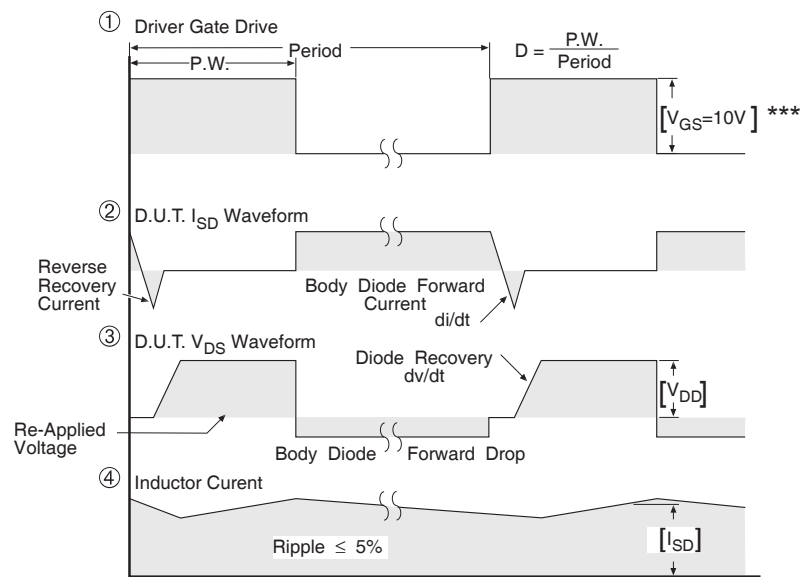 ① Driver Gate Drive
Period
P.W.
D = P.W. / Period
[VGS=10V] ***
② D.U.T. ISD Waveform
Reverse
Recovery
Current
Body Diode Forward
Current
di/dt
③ D.U.T. VDS Waveform
Diode Recovery
dv/dt
[VDD]
Re-Applied
Voltage
Body Diode Forward Drop
④ Inductor Curent
Ripple ≤ 5%
[ISD]